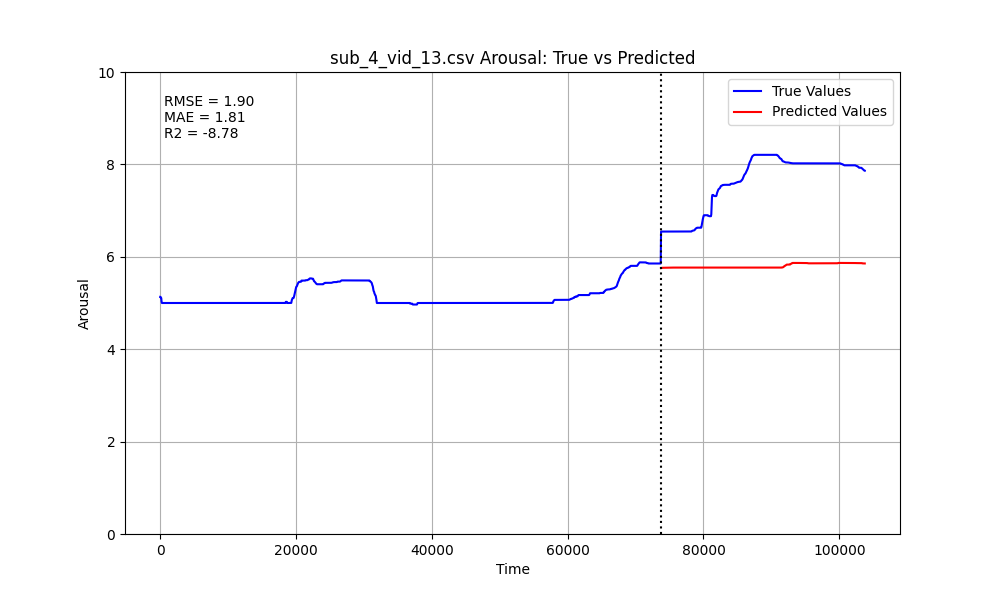 sub_4_vid_13.csv Arousal: True vs Predicted
RMSE = 1.90
MAE = 1.81
R2 = -8.78
True Values
Predicted Values
10
8
6
4
2
0
Arousal
0
20000
40000
60000
80000
100000
Time